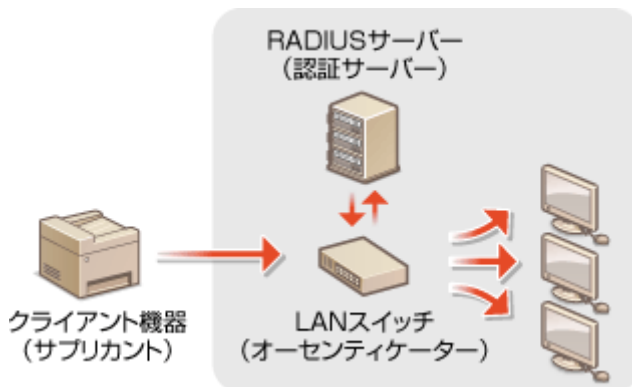 RADIUSサーバー
（認証サーバー）
クライアント機器
（サプリカント）
LANスイッチ
（オーセンティケーター）